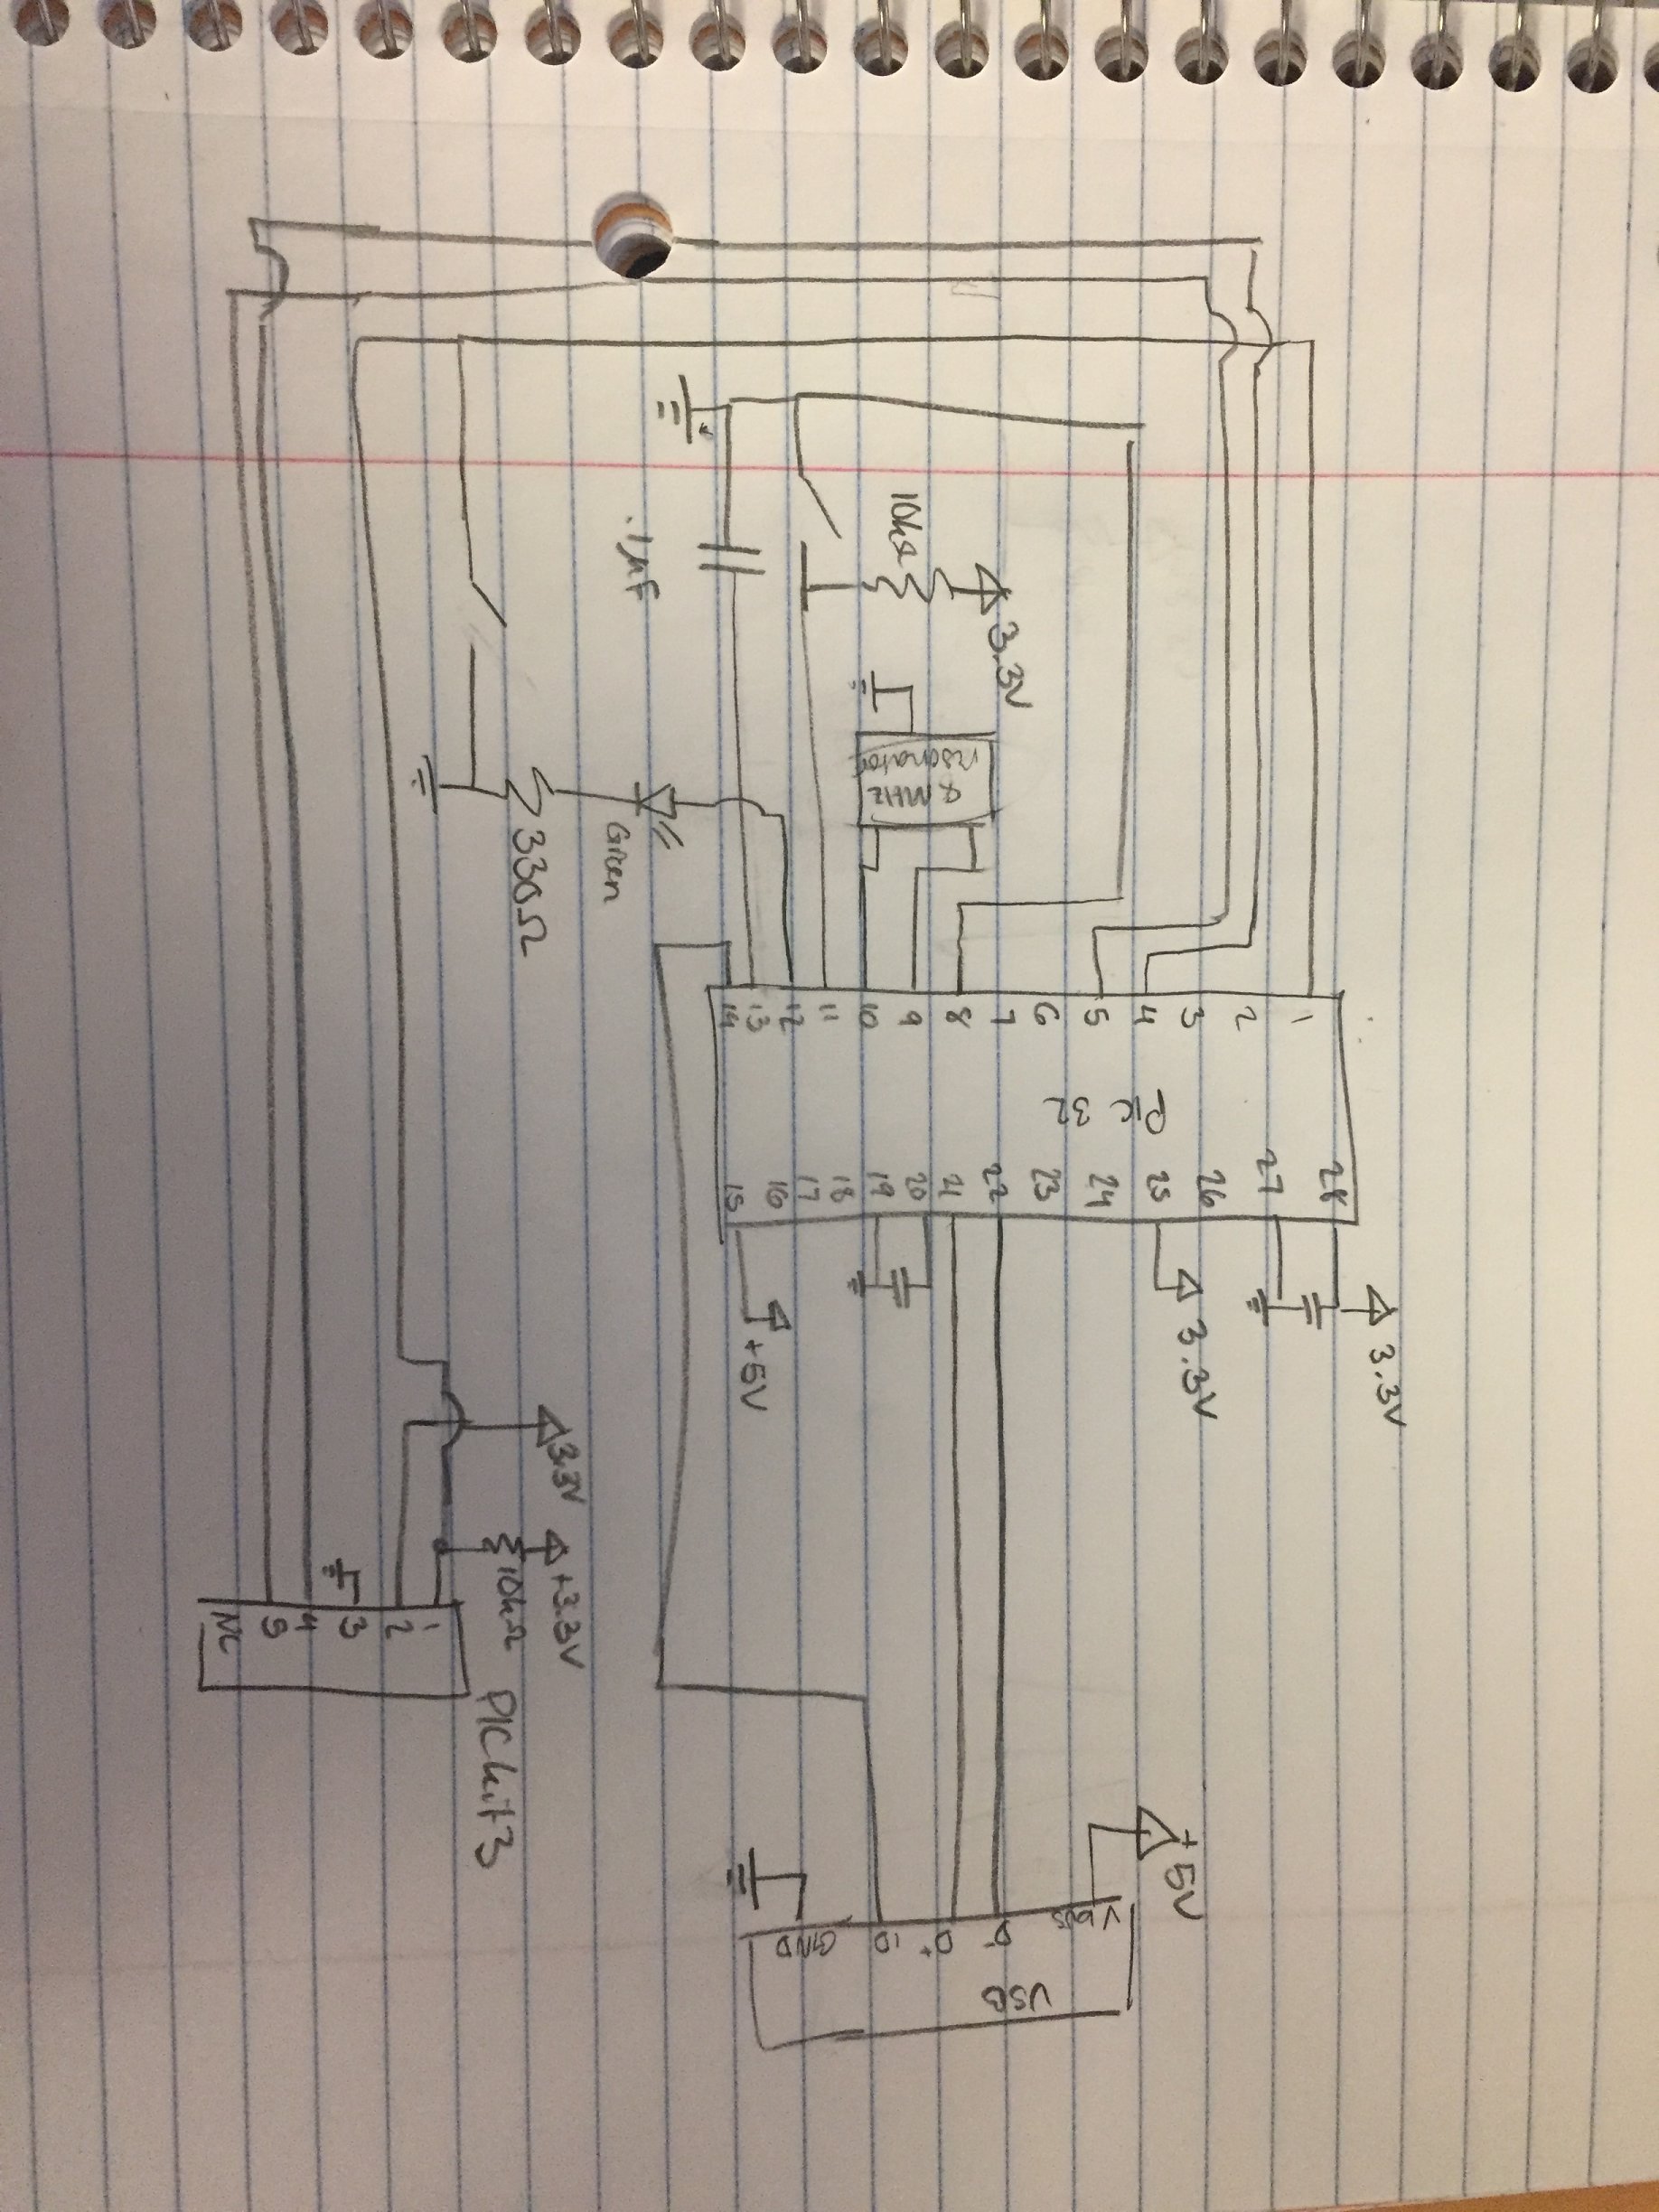 10kΩ
3.3V
.1µF
8 MHz
resonator
Green
330Ω
1
2
3
4
5
6
7
8
9
10
11
12
13
14
PIC 32
28
27
26
25
24
23
22
21
20
19
18
17
16
15
3.3V
3.3V
+5V
3.3V
+3.3V
10kΩ
1
2
3
4
5
NC
PICkit3
+5V
Vbus
D-
D+
ID
GND
USB